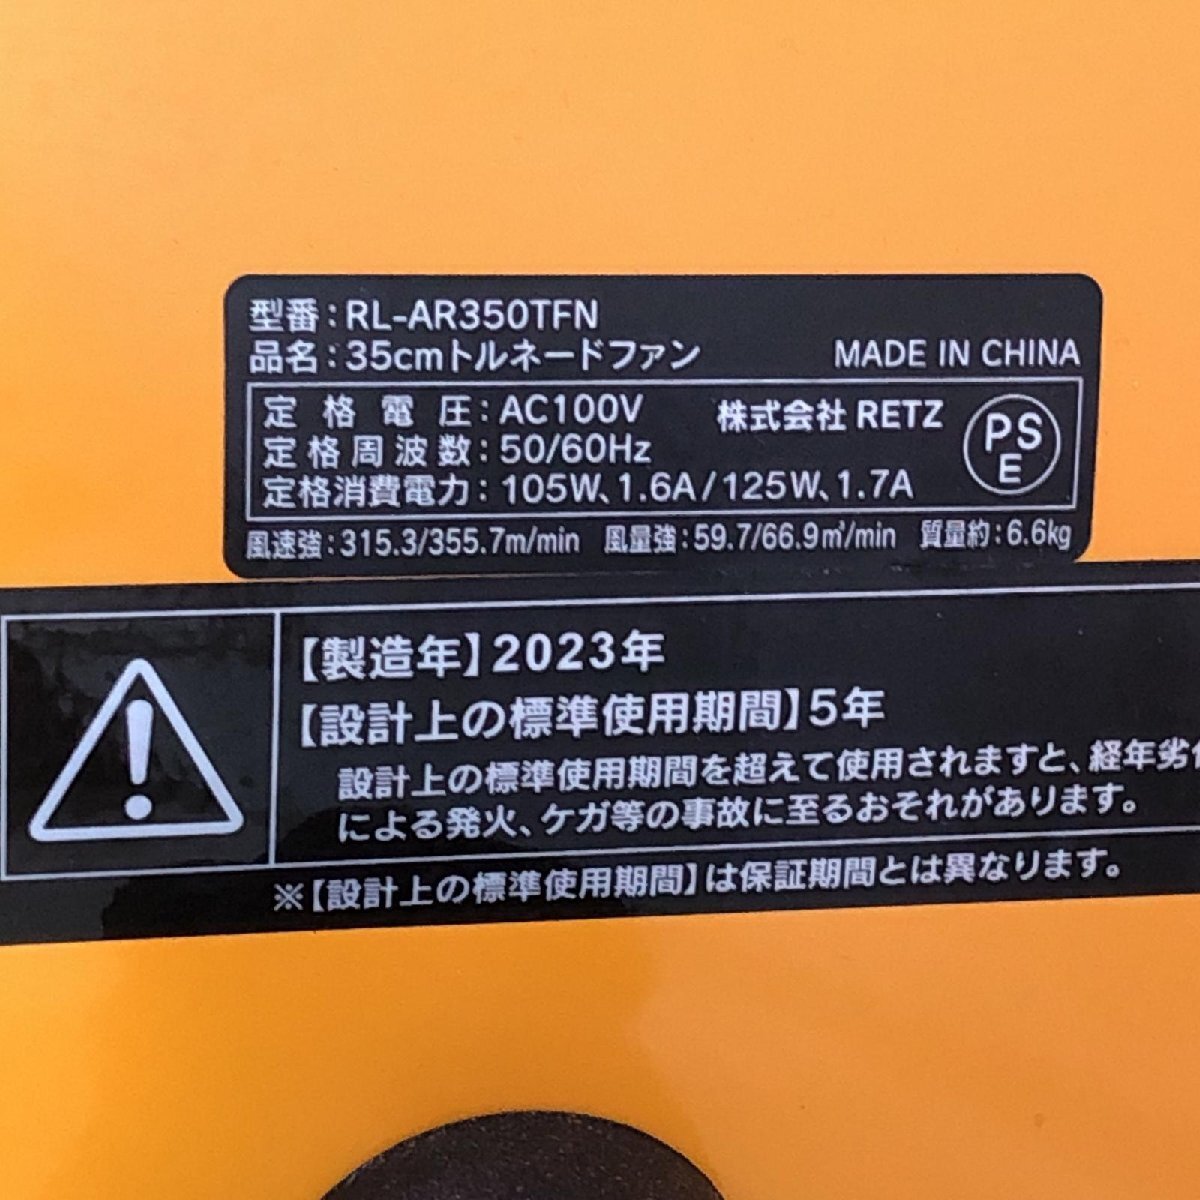 型番：RL-AR350TFN
品名：35cmトルネードファン
MADE IN CHINA
定格電圧：AC100V
株式会社 RETZ
PSE
定格周波数：50/60Hz
定格消費電力：105W、1.6A/125W、1.7A
風速強：315.3/355.7m/min 風量強：59.7/66.9㎥/min 質量約：6.6kg
【製造年】2023年
【設計上の標準使用期間】5年
設計上の標準使用期間を超えて使用されますと、経年劣
による発火、ケガ等の事故に至るおそれがあります。
※【設計上の標準使用期間】は保証期間とは異なります。